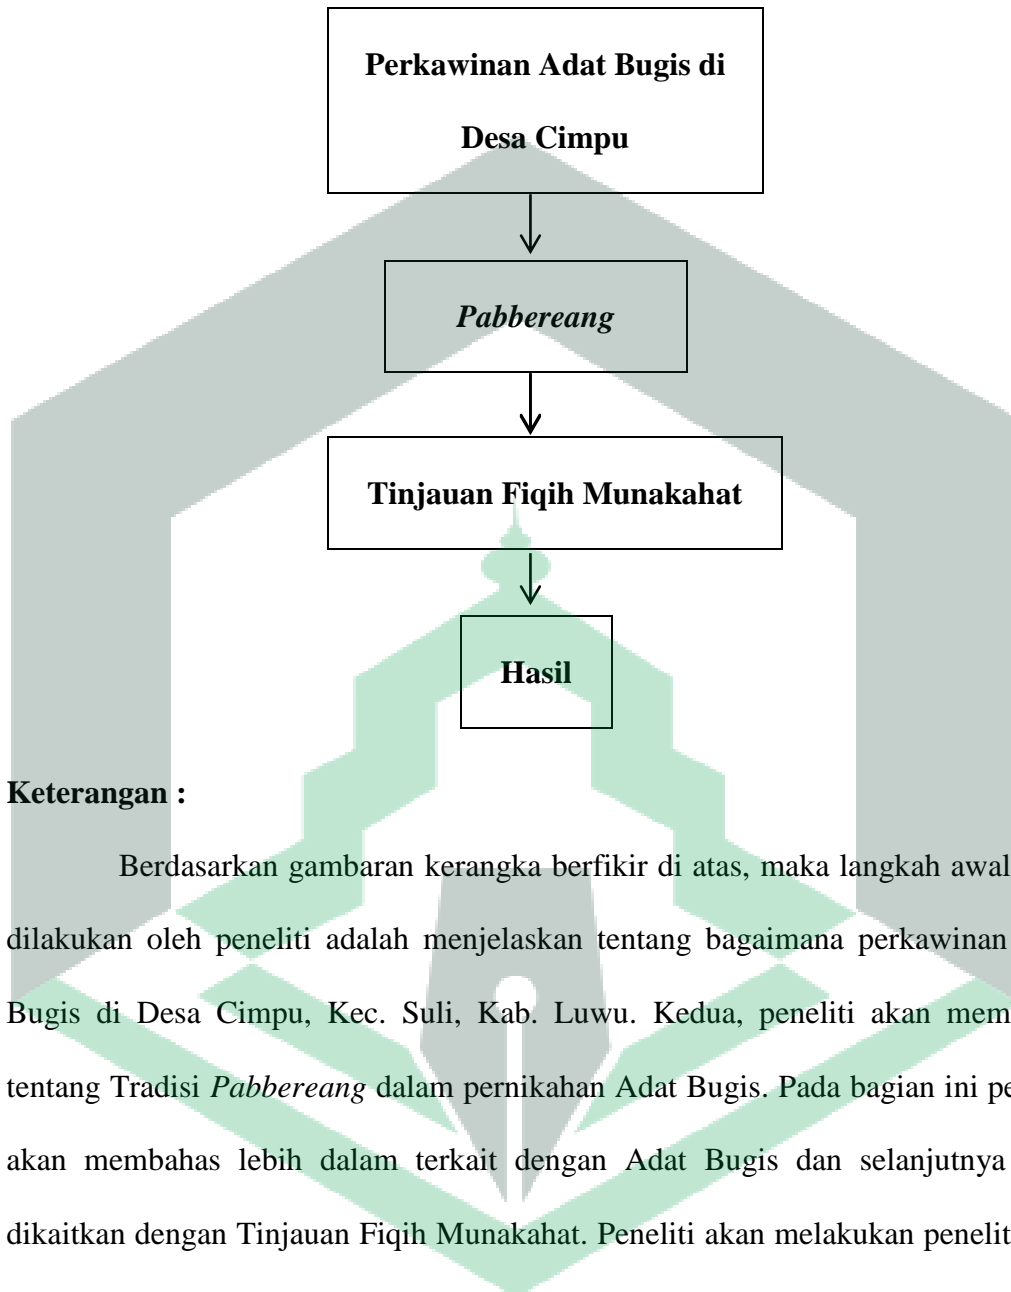 Perkawinan Adat Bugis di
Desa Cimpu
Pabbereang
Tinjauan Fiqih Munakahat
Hasil
Keterangan :
Berdasarkan gambaran kerangka berfikir di atas, maka langkah awal
dilakukan oleh peneliti adalah menjelaskan tentang bagaimana perkawinan
Bugis di Desa Cimpu, Kec. Suli, Kab. Luwu. Kedua, peneliti akan mem
tentang Tradisi Pabbereang dalam pernikahan Adat Bugis. Pada bagian ini pe
akan membahas lebih dalam terkait dengan Adat Bugis dan selanjutnya
dikaitkan dengan Tinjauan Fiqih Munakahat. Peneliti akan melakukan penelit